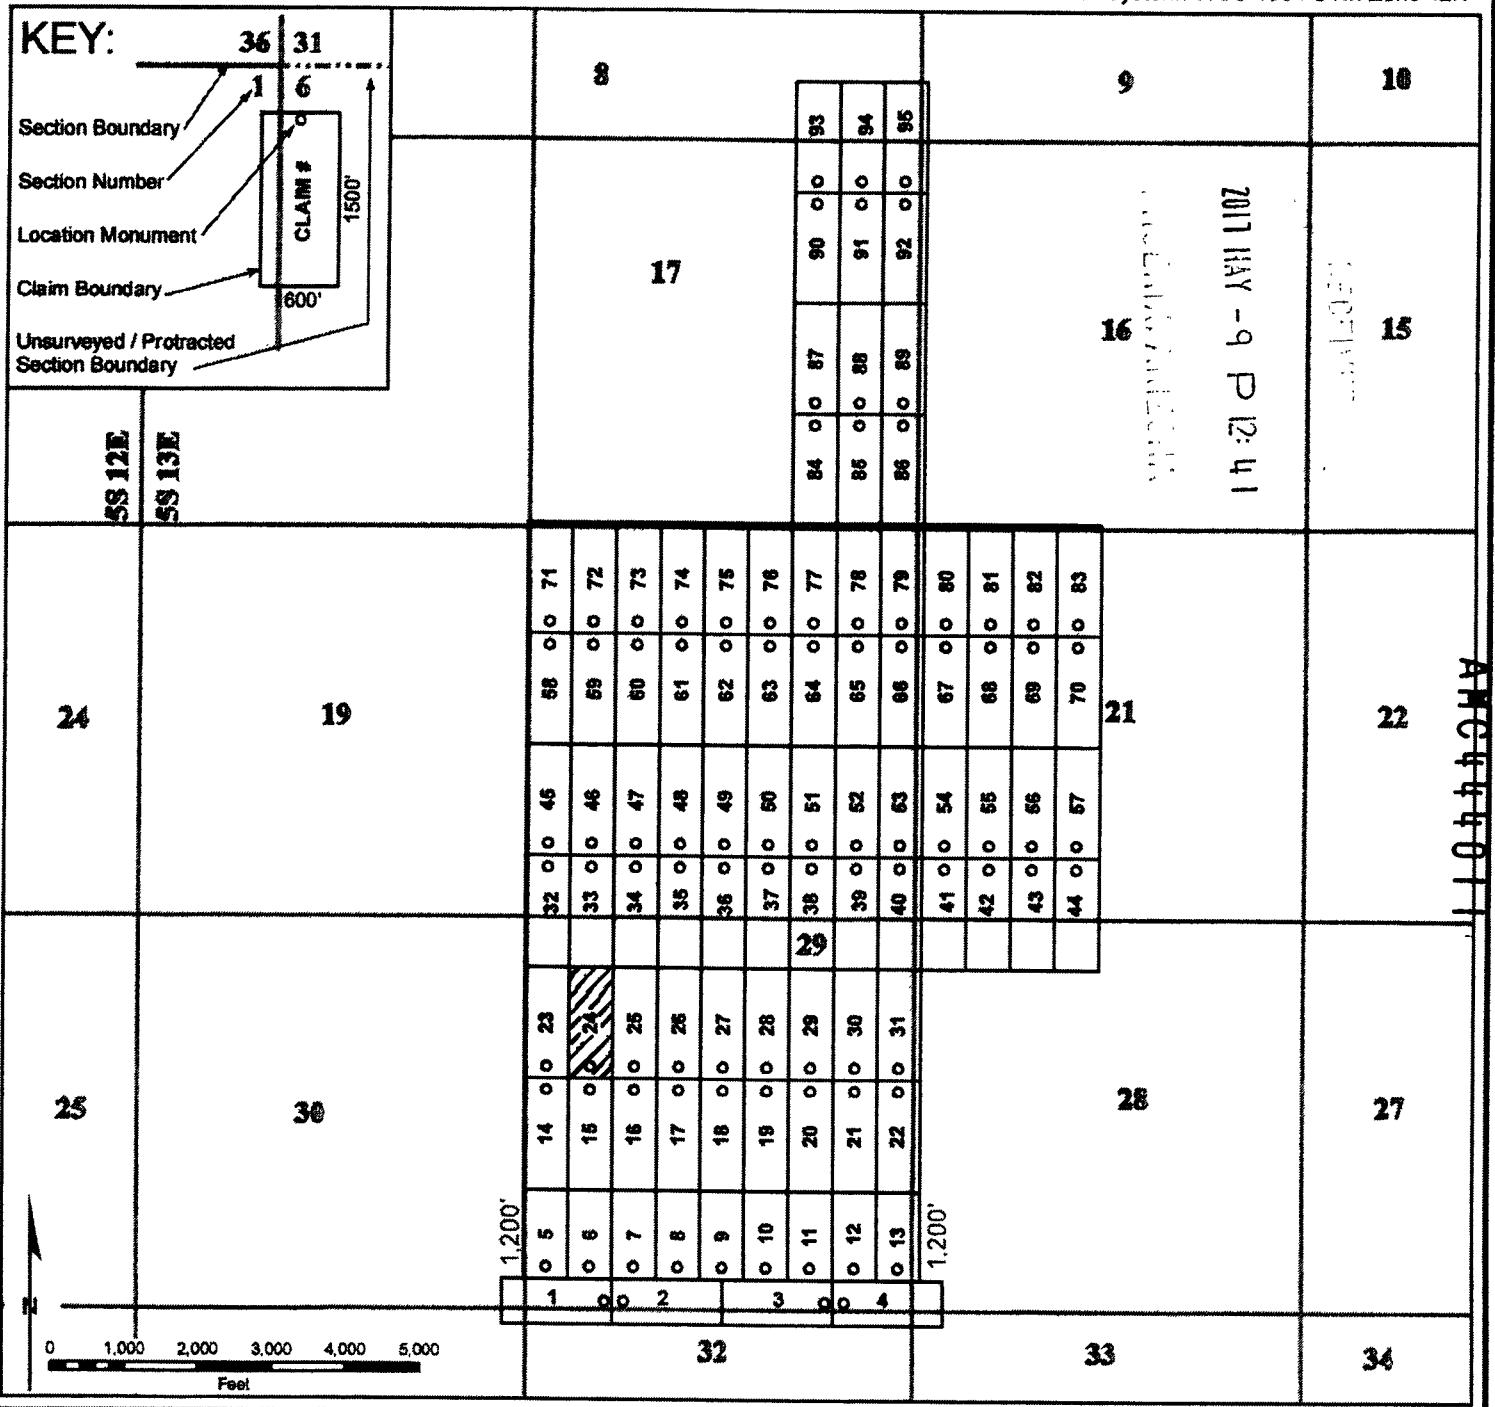 KEY:
36 31
1 6
Section Boundary
Section Number
Location Monument
Claim Boundary
Unsurveyed / Protracted
Section Boundary
CLAIM #
1500'
600'
8 9 10
93 94 95
17 16 15
90 91 92
87 88 89
84 85 86
5S 12E
5S 13E
2017 MAY -9 P 12:41
71 72 73 74 75 76 77 78 79 80 81 82 83
58 59 60 61 62 63 64 65 66 67 68 69 70
24 19 21 22
AMC44011
45 46 47 48 49 50 51 52 53 54 55 56 57
32 33 34 35 36 37 38 39 40 41 42 43 44
29
23 24 25 26 27 28 29 30 31
25 30 28 27
14 15 16 17 18 19 20 21 22
1,200' 5 6 7 8 9 10 11 12 13 1,200'
1 2 3 4
N
0 1,000 2,000 3,000 4,000 5,000
Feet
32 33 34